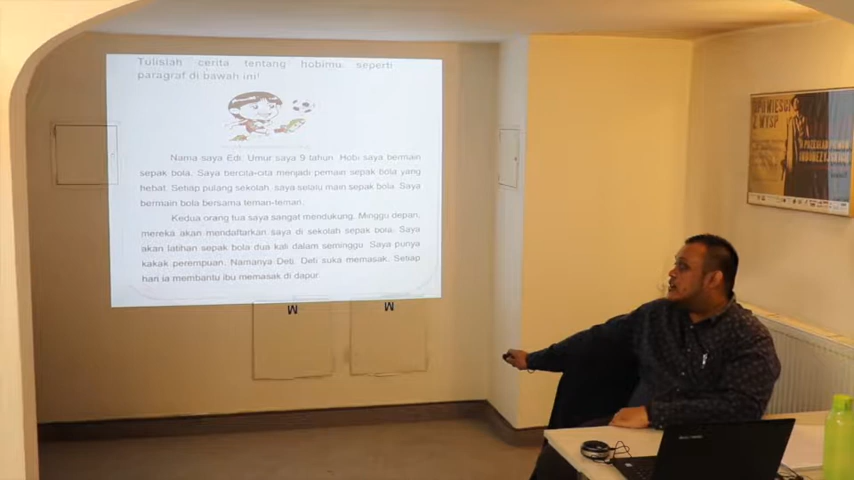 Tulislah cerita tentang hobimu seperti
paragraf di bawah ini!
Nama saya Edi. Umur saya 9 tahun. Hobi saya bermain
sepak bola. Saya bercita-cita menjadi pemain sepak bola yang
hebat. Setiap pulang sekolah, saya selalu main sepak bola. Saya
bermain bola bersama teman-teman.
Kedua orang tua saya sangat mendukung. Minggu depan,
mereka akan mendaftarkan saya di sekolah sepak bola. Saya
akan latihan sepak bola dua kali dalam seminggu. Saya punya
kakak perempuan. Namanya Deti. Deti suka memasak. Setiap
hari ia membantu ibu memasak di dapur
M
M
OPOWIEŚCI
Z WYSP